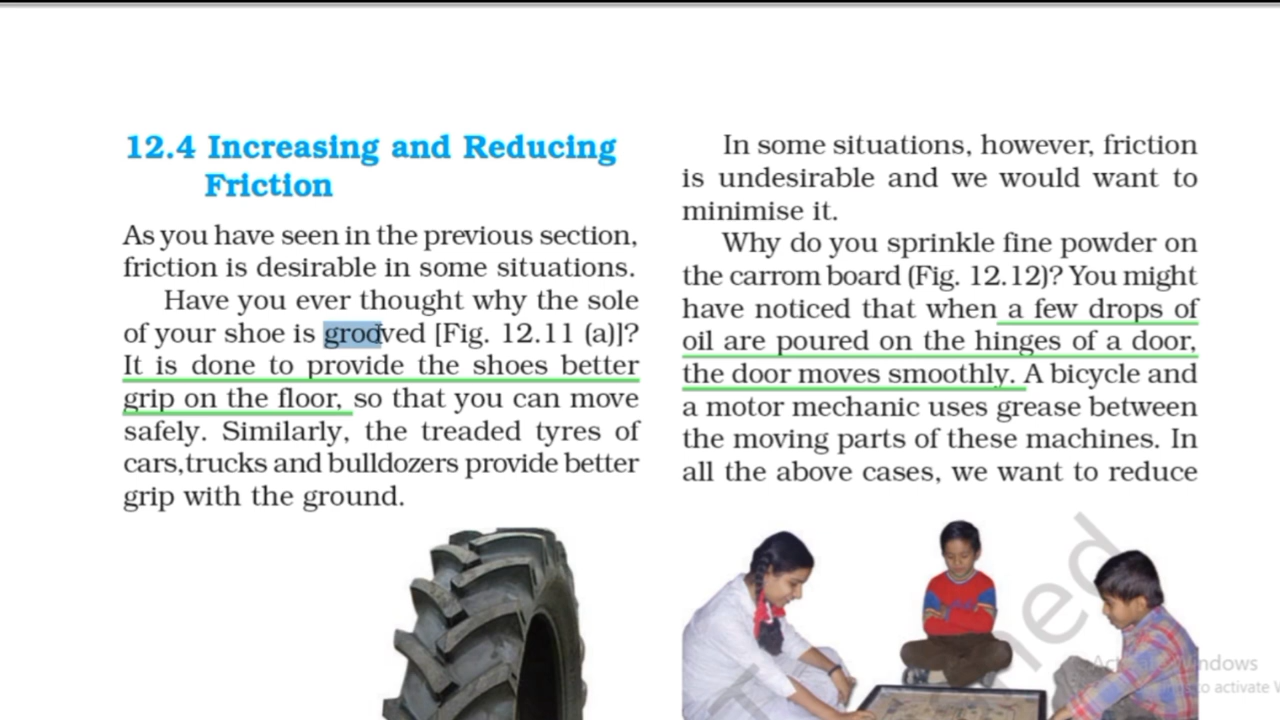 12.4 Increasing and Reducing
Friction
As you have seen in the previous section,
friction is desirable in some situations.
Have you ever thought why the sole
of your shoe is grooved [Fig. 12.11 (a)]?
It is done to provide the shoes better
grip on the floor, so that you can move
safely. Similarly, the treaded tyres of
cars,trucks and bulldozers provide better
grip with the ground.
In some situations, however, friction
is undesirable and we would want to
minimise it.
Why do you sprinkle fine powder on
the carrom board (Fig. 12.12)? You might
have noticed that when a few drops of
oil are poured on the hinges of a door,
the door moves smoothly. A bicycle and
a motor mechanic uses grease between
the moving parts of these machines. In
all the above cases, we want to reduce